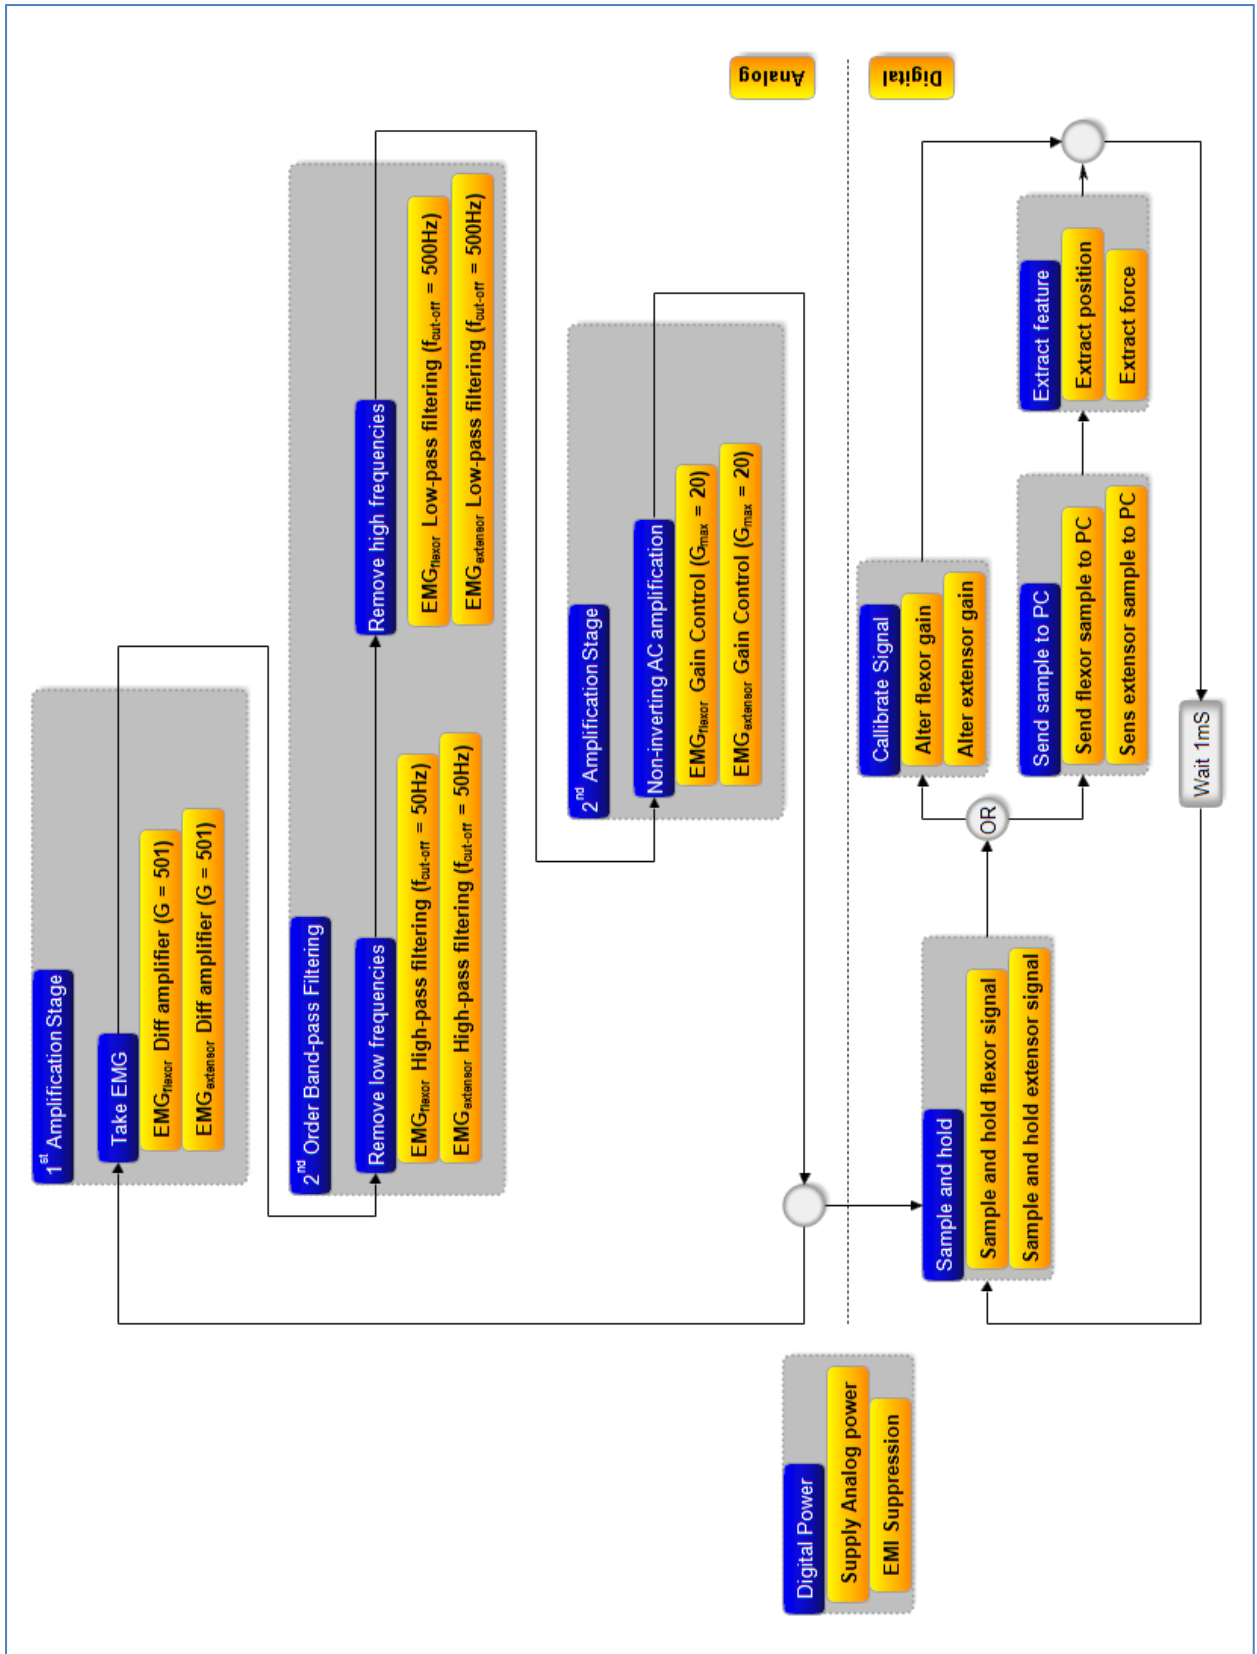 1st Amplification Stage
Take EMG
EMGflexor Diff amplifier (G = 501)
EMGextensor Diff amplifier (G = 501)
2nd Order Band-pass Filtering
Remove low frequencies
EMGflexor High-pass filtering (fcut-off = 50Hz)
EMGextensor High-pass filtering (fcut-off = 50Hz)
Remove high frequencies
EMGflexor Low-pass filtering (fcut-off = 500Hz)
EMGextensor Low-pass filtering (fcut-off = 500Hz)
2nd Amplification Stage
Non-inverting AC amplification
EMGflexor Gain Control (Gmax = 20)
EMGextensor Gain Control (Gmax = 20)
Analog
Digital
Digital Power
Supply Analog power
EMI Suppression
Sample and hold
Sample and hold flexor signal
Sample and hold extensor signal
OR
Callibrate Signal
Alter flexor gain
Alter extensor gain
Send sample to PC
Send flexor sample to PC
Sens extensor sample to PC
Extract feature
Extract position
Extract force
Wait 1mS